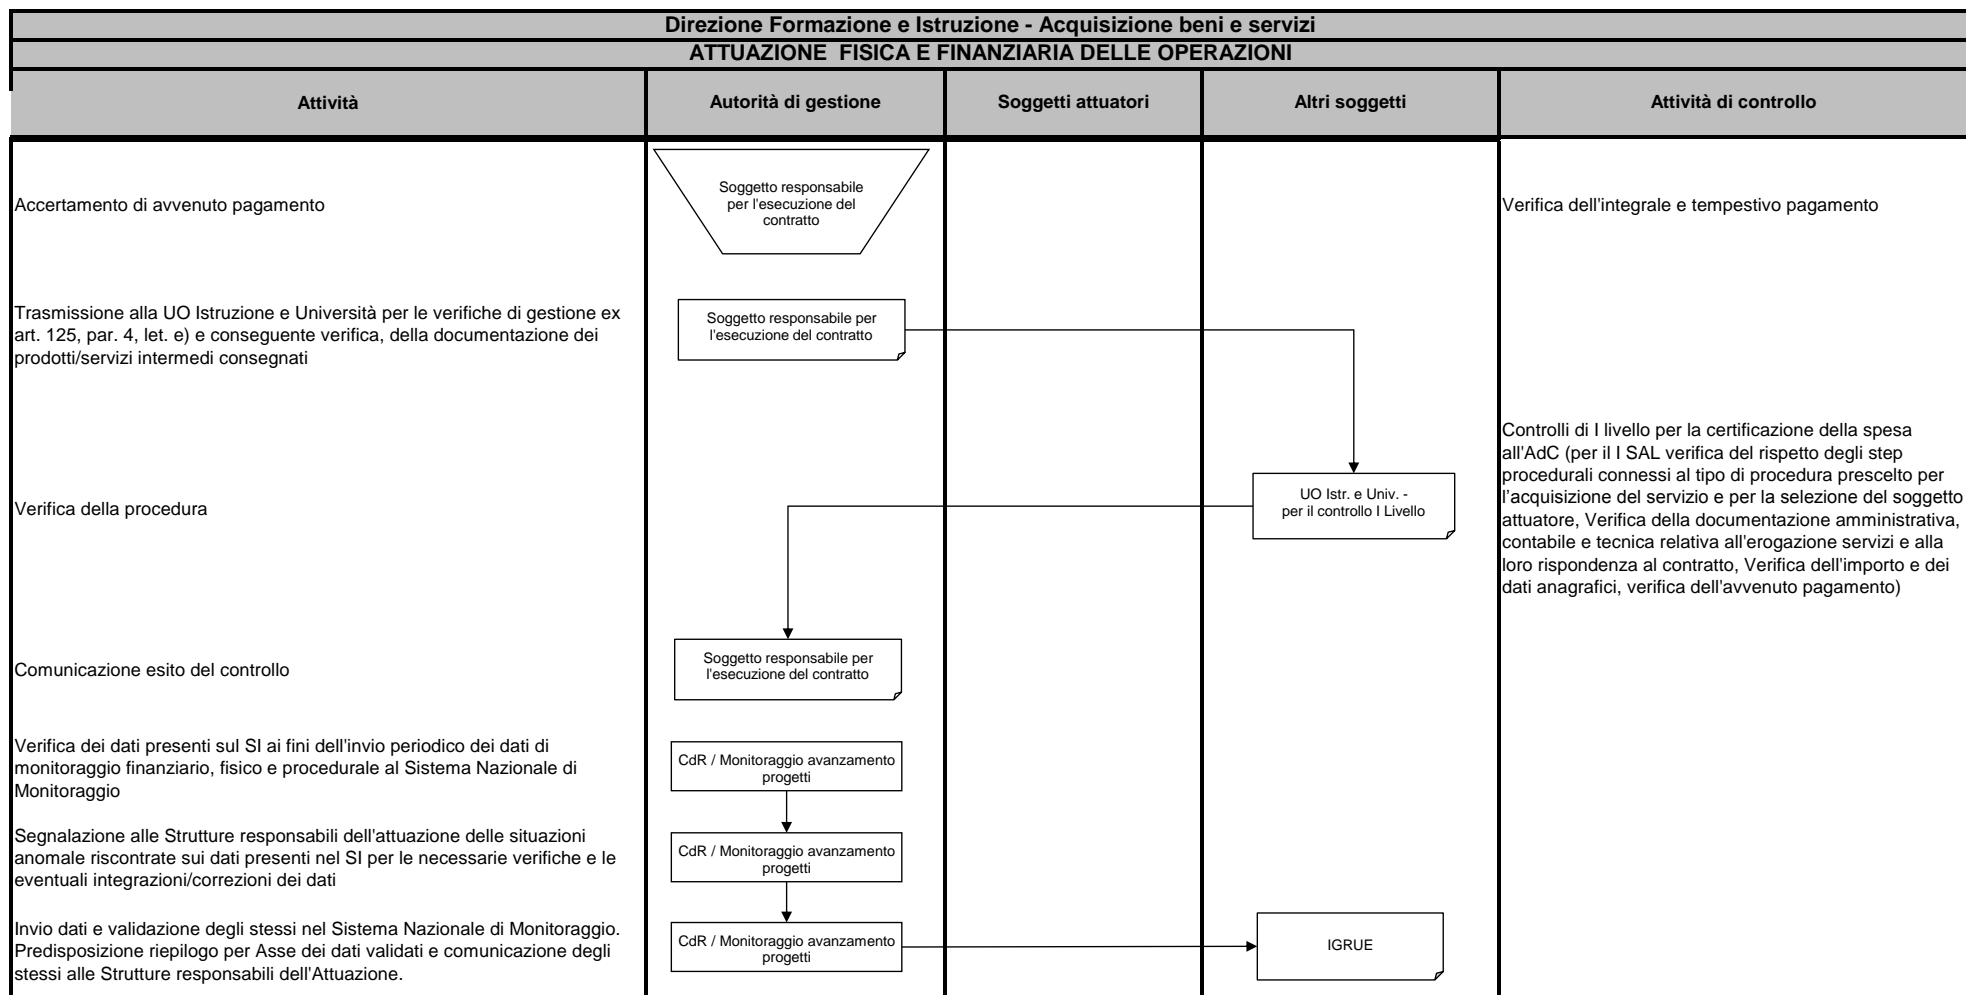 Direzione Formazione e Istruzione - Acquisizione beni e servizi
ATTUAZIONE  FISICA E FINANZIARIA DELLE OPERAZIONI
Attività
Autorità di gestione
Soggetti attuatori
Altri soggetti
Attività di controllo
Accertamento di avvenuto pagamento
Soggetto responsabile
per l'esecuzione del
contratto
Verifica dell'integrale e tempestivo pagamento
Trasmissione alla UO Istruzione e Università per le verifiche di gestione ex
art. 125, par. 4, let. e) e conseguente verifica, della documentazione dei
prodotti/servizi intermedi consegnati
Soggetto responsabile per
l'esecuzione del contratto
Verifica della procedura
UO Istr. e Univ. -
per il controllo I Livello
Controlli di I livello per la certificazione della spesa
all'AdC (per il I SAL verifica del rispetto degli step
procedurali connessi al tipo di procedura prescelto per
l'acquisizione del servizio e per la selezione del soggetto
attuatore, Verifica della documentazione amministrativa,
contabile e tecnica relativa all'erogazione servizi e alla
loro rispondenza al contratto, Verifica dell'importo e dei
dati anagrafici, verifica dell'avvenuto pagamento)
Comunicazione esito del controllo
Soggetto responsabile per
l'esecuzione del contratto
Verifica dei dati presenti sul SI ai fini dell'invio periodico dei dati di
monitoraggio finanziario, fisico e procedurale al Sistema Nazionale di
Monitoraggio
CdR / Monitoraggio avanzamento
progetti
Segnalazione alle Strutture responsabili dell'attuazione delle situazioni
anomale riscontrate sui dati presenti nel SI per le necessarie verifiche e le
eventuali integrazioni/correzioni dei dati
CdR / Monitoraggio avanzamento
progetti
Invio dati e validazione degli stessi nel Sistema Nazionale di Monitoraggio.
Predisposizione riepilogo per Asse dei dati validati e comunicazione degli
stessi alle Strutture responsabili dell'Attuazione.
CdR / Monitoraggio avanzamento
progetti
IGRUE